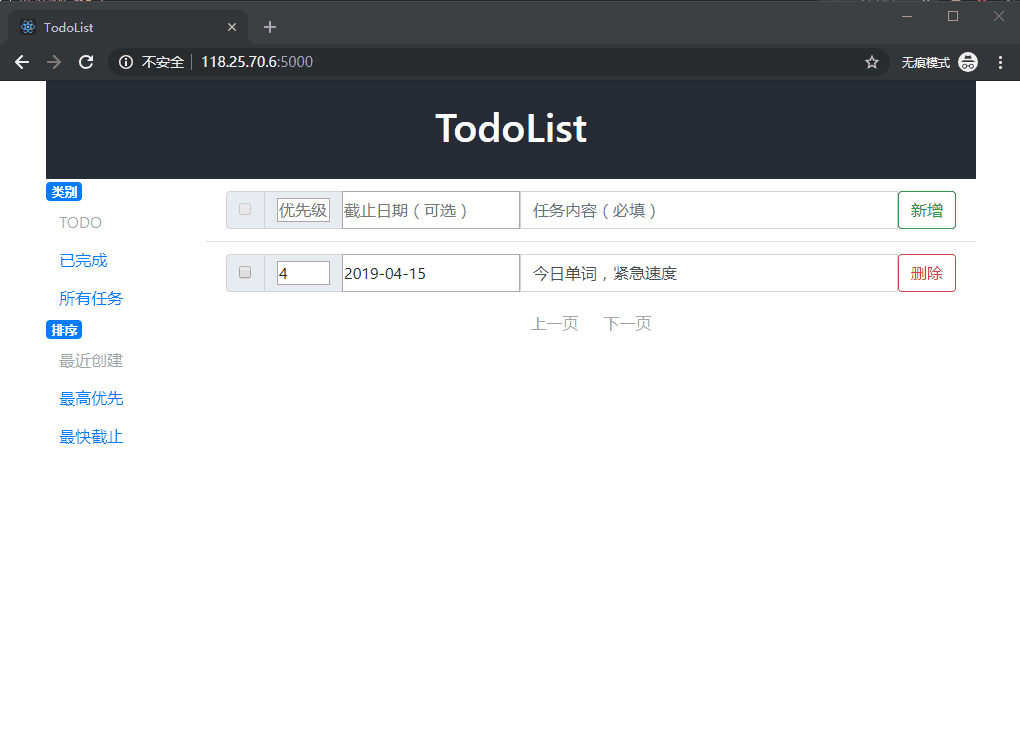 TodoList
不安全 118.25.70.6:5000 无痕模式
TodoList
类别
TODO
已完成
所有任务
排序
最近创建
最高优先
最快截止
优先级 截止日期（可选） 任务内容（必填） 新增
4 2019-04-15 今日单词，紧急速度 删除
上一页 下一页